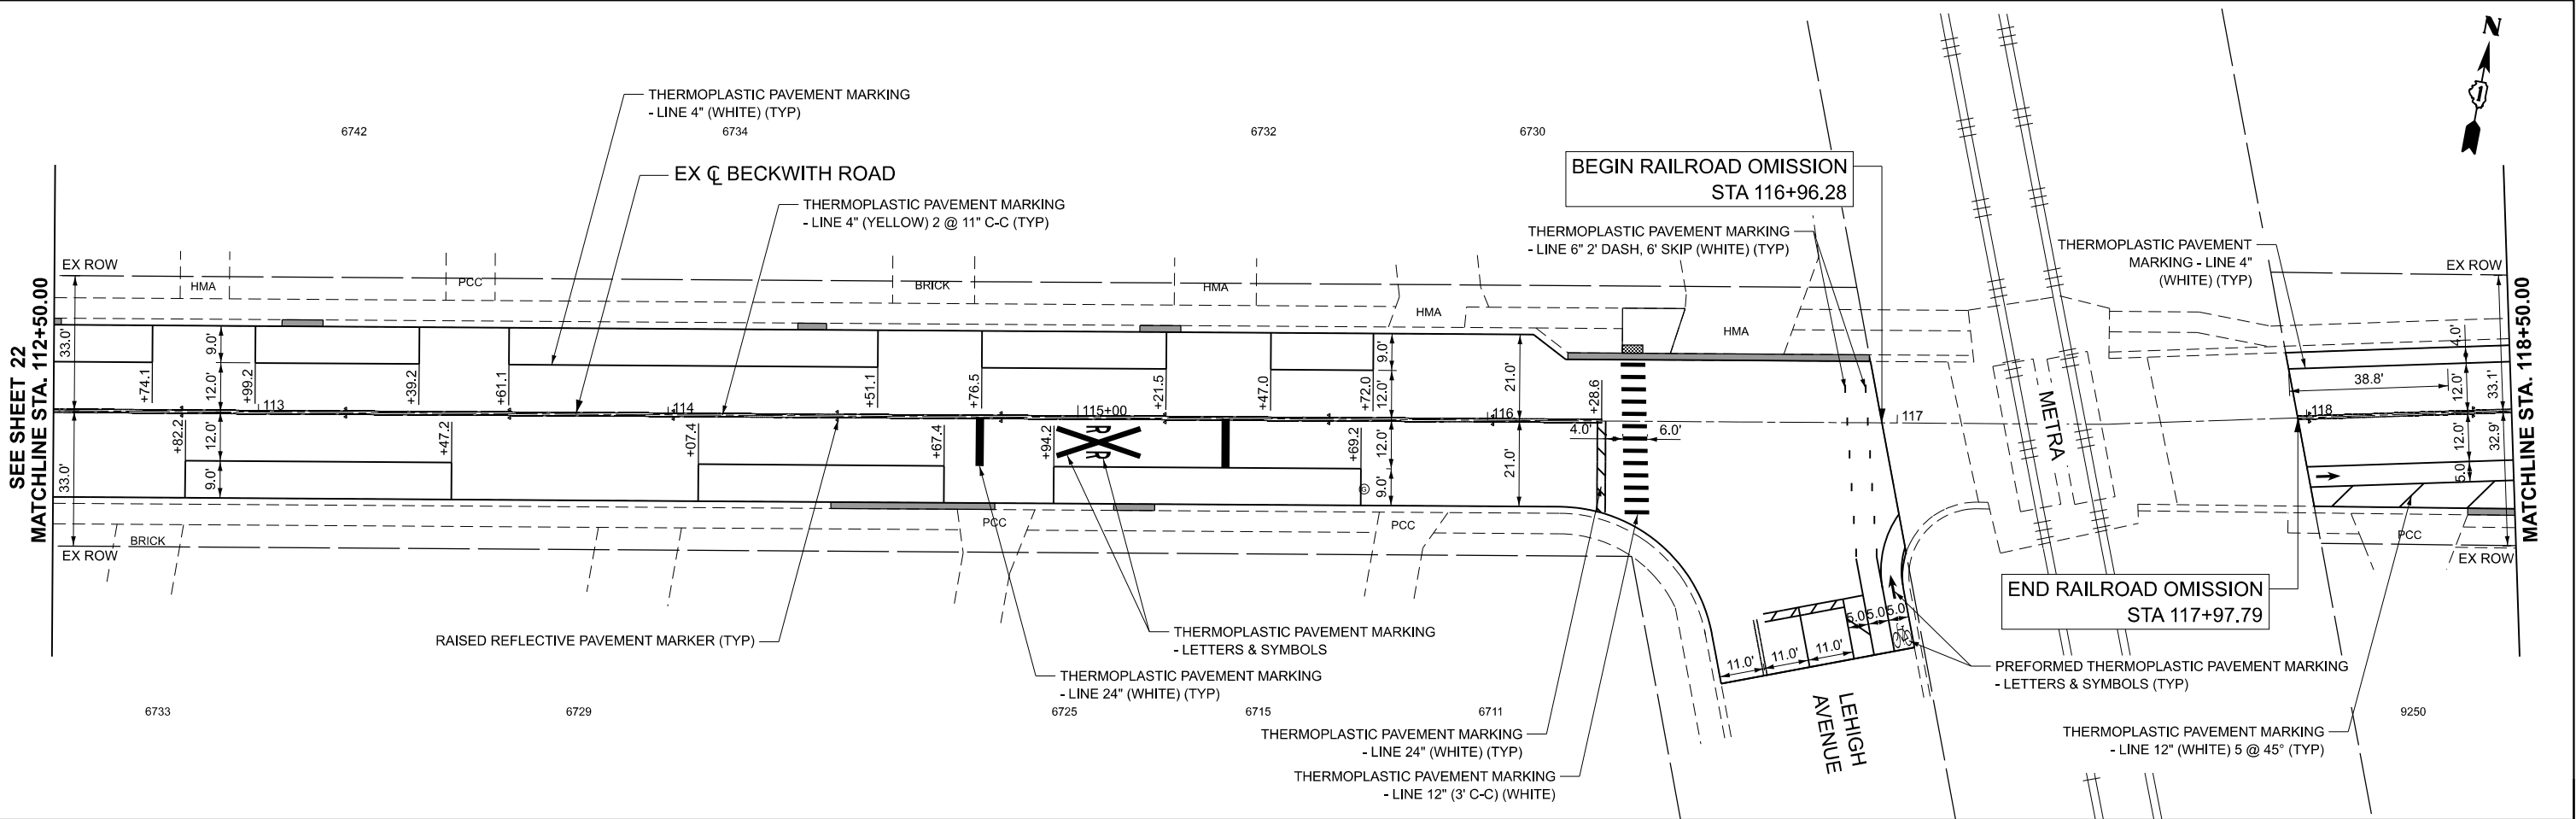 N
1
THERMOPLASTIC PAVEMENT MARKING
- LINE 4" (WHITE) (TYP)
6742
6734
6732
6730
EX ℄ BECKWITH ROAD
BEGIN RAILROAD OMISSION
STA 116+96.28
THERMOPLASTIC PAVEMENT MARKING
- LINE 4" (YELLOW) 2 @ 11" C-C (TYP)
THERMOPLASTIC PAVEMENT MARKING
- LINE 6" 2' DASH, 6' SKIP (WHITE) (TYP)
THERMOPLASTIC PAVEMENT
MARKING - LINE 4"
(WHITE) (TYP)
EX ROW
EX ROW
HMA
PCC
BRICK
HMA
HMA
HMA
SEE SHEET 22
MATCHLINE STA. 112+50.00
33.0'
33.0'
+74.1
9.0'
12.0'
+99.2
+39.2
+61.1
+51.1
+76.5
+21.5
+47.0
+72.0
9.0'
12.0'
21.0'
+28.6
113
114
115+00
116
117
118
+82.2
12.0'
9.0'
+47.2
+07.4
+67.4
+94.2
R R
+69.2
12.0'
9.0'
G
21.0'
4.0'
6.0'
METRA
38.8'
4.0'
12.0'
33.1'
12.0'
5.0'
32.9'
MATCHLINE STA. 118+50.00
BRICK
EX ROW
PCC
PCC
PCC
EX ROW
END RAILROAD OMISSION
STA 117+97.79
RAISED REFLECTIVE PAVEMENT MARKER (TYP)
THERMOPLASTIC PAVEMENT MARKING
- LETTERS & SYMBOLS
THERMOPLASTIC PAVEMENT MARKING
- LINE 24" (WHITE) (TYP)
11.0'
11.0'
11.0'
5.0
5.0
5.0
PREFORMED THERMOPLASTIC PAVEMENT MARKING
- LETTERS & SYMBOLS (TYP)
LEHIGH
AVENUE
6733
6729
6725
6715
6711
9250
THERMOPLASTIC PAVEMENT MARKING
- LINE 24" (WHITE) (TYP)
THERMOPLASTIC PAVEMENT MARKING
- LINE 12" (3' C-C) (WHITE)
THERMOPLASTIC PAVEMENT MARKING
- LINE 12" (WHITE) 5 @ 45° (TYP)